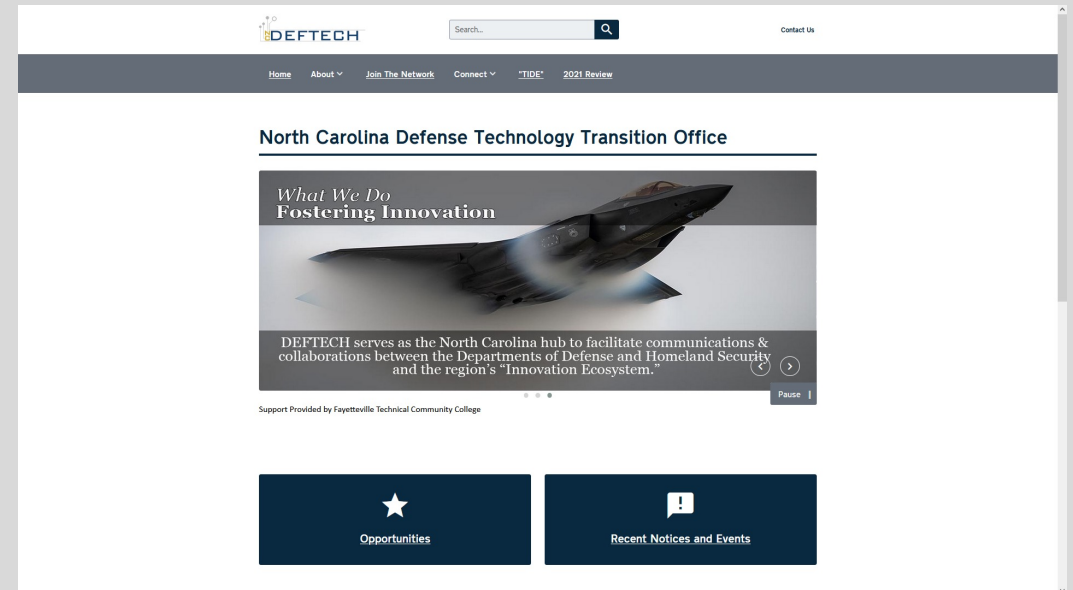 NC DEFTECH
Search...
Contact Us
Home About Join The Network Connect "TIDE" 2021 Review
North Carolina Defense Technology Transition Office
What We Do
Fostering Innovation
DEFTECH serves as the North Carolina hub to facilitate communications &
collaborations between the Departments of Defense and Homeland Security
and the region's “Innovation Ecosystem.”
Pause
Support Provided by Fayetteville Technical Community College
Opportunities
Recent Notices and Events